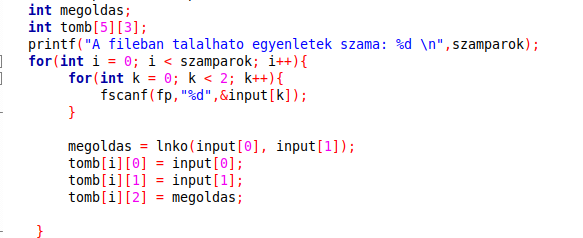 int megoldas;
int tomb[5][3];
printf("A fileban talalhato egyenletek szama: %d \n",szamparok);
for(int i = 0; i < szamparok; i++){
for(int k = 0; k < 2; k++){
fscanf(fp,"%d",&input[k]);
}
megoldas = lnko(input[0], input[1]);
tomb[i][0] = input[0];
tomb[i][1] = input[1];
tomb[i][2] = megoldas;
}